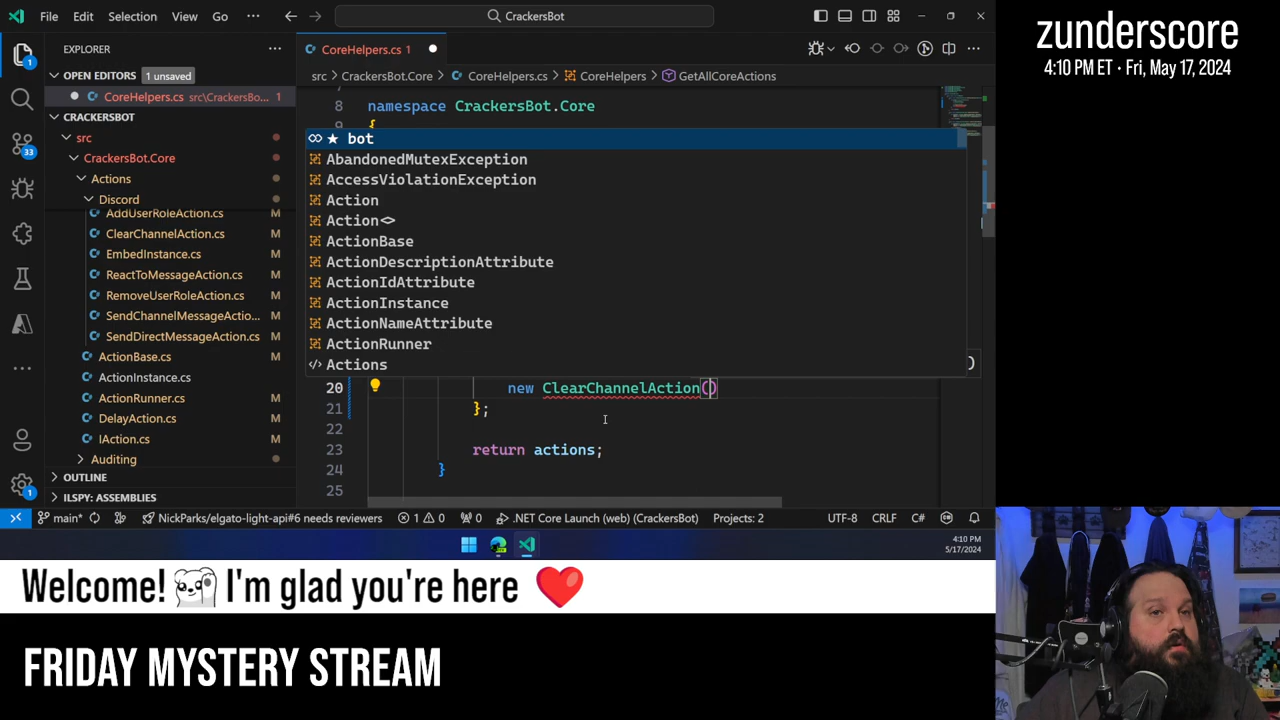 File Edit Selection View Go ··· CrackersBot
EXPLORER ···
OPEN EDITORS 1 unsaved
CoreHelpers.cs src\CrackersBo... 1
CRACKERSBOT
src
CrackersBot.Core
Actions
Discord
AddUserRoleAction.cs M
ClearChannelAction.cs M
EmbedInstance.cs M
ReactToMessageAction.cs M
RemoveUserRoleAction.cs M
SendChannelMessageActio... M
SendDirectMessageAction.cs M
ActionBase.cs M
ActionInstance.cs M
ActionRunner.cs M
DelayAction.cs M
IAction.cs M
Auditing
OUTLINE
ILSPY: ASSEMBLIES
1
33
1
CoreHelpers.cs 1
src > CrackersBot.Core > CoreHelpers.cs > CoreHelpers > GetAllCoreActions
8 namespace CrackersBot.Core
9 {
★ bot
AbandonedMutexException
AccessViolationException
Action
Action<>
ActionBase
ActionDescriptionAttribute
ActionIdAttribute
ActionInstance
ActionNameAttribute
ActionRunner
Actions
)
20 new ClearChannelAction()
21 };
22
23 return actions;
24 }
25
main* NickParks/elgato-light-api#6 needs reviewers 1 0 0 .NET Core Launch (web) (CrackersBot) Projects: 2 UTF-8 CRLF C#
4:10 PM
5/17/2024
zunderscore
4:10 PM ET · Fri, May 17, 2024
Welcome! I'm glad you're here
FRIDAY MYSTERY STREAM